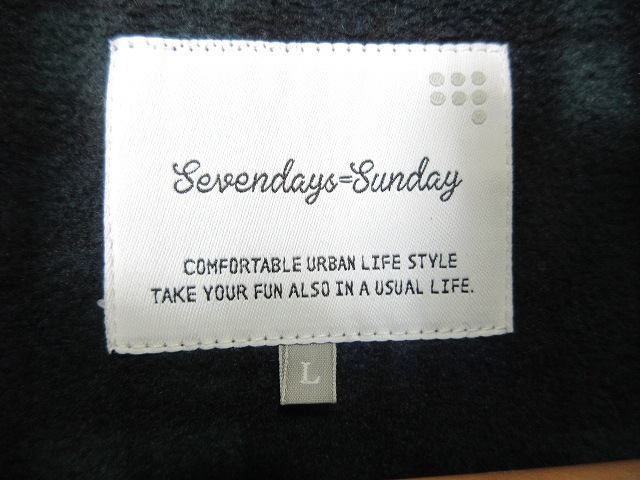 Sevendays=Sunday
COMFORTABLE URBAN LIFE STYLE
TAKE YOUR FUN ALSO IN A USUAL LIFE.
L